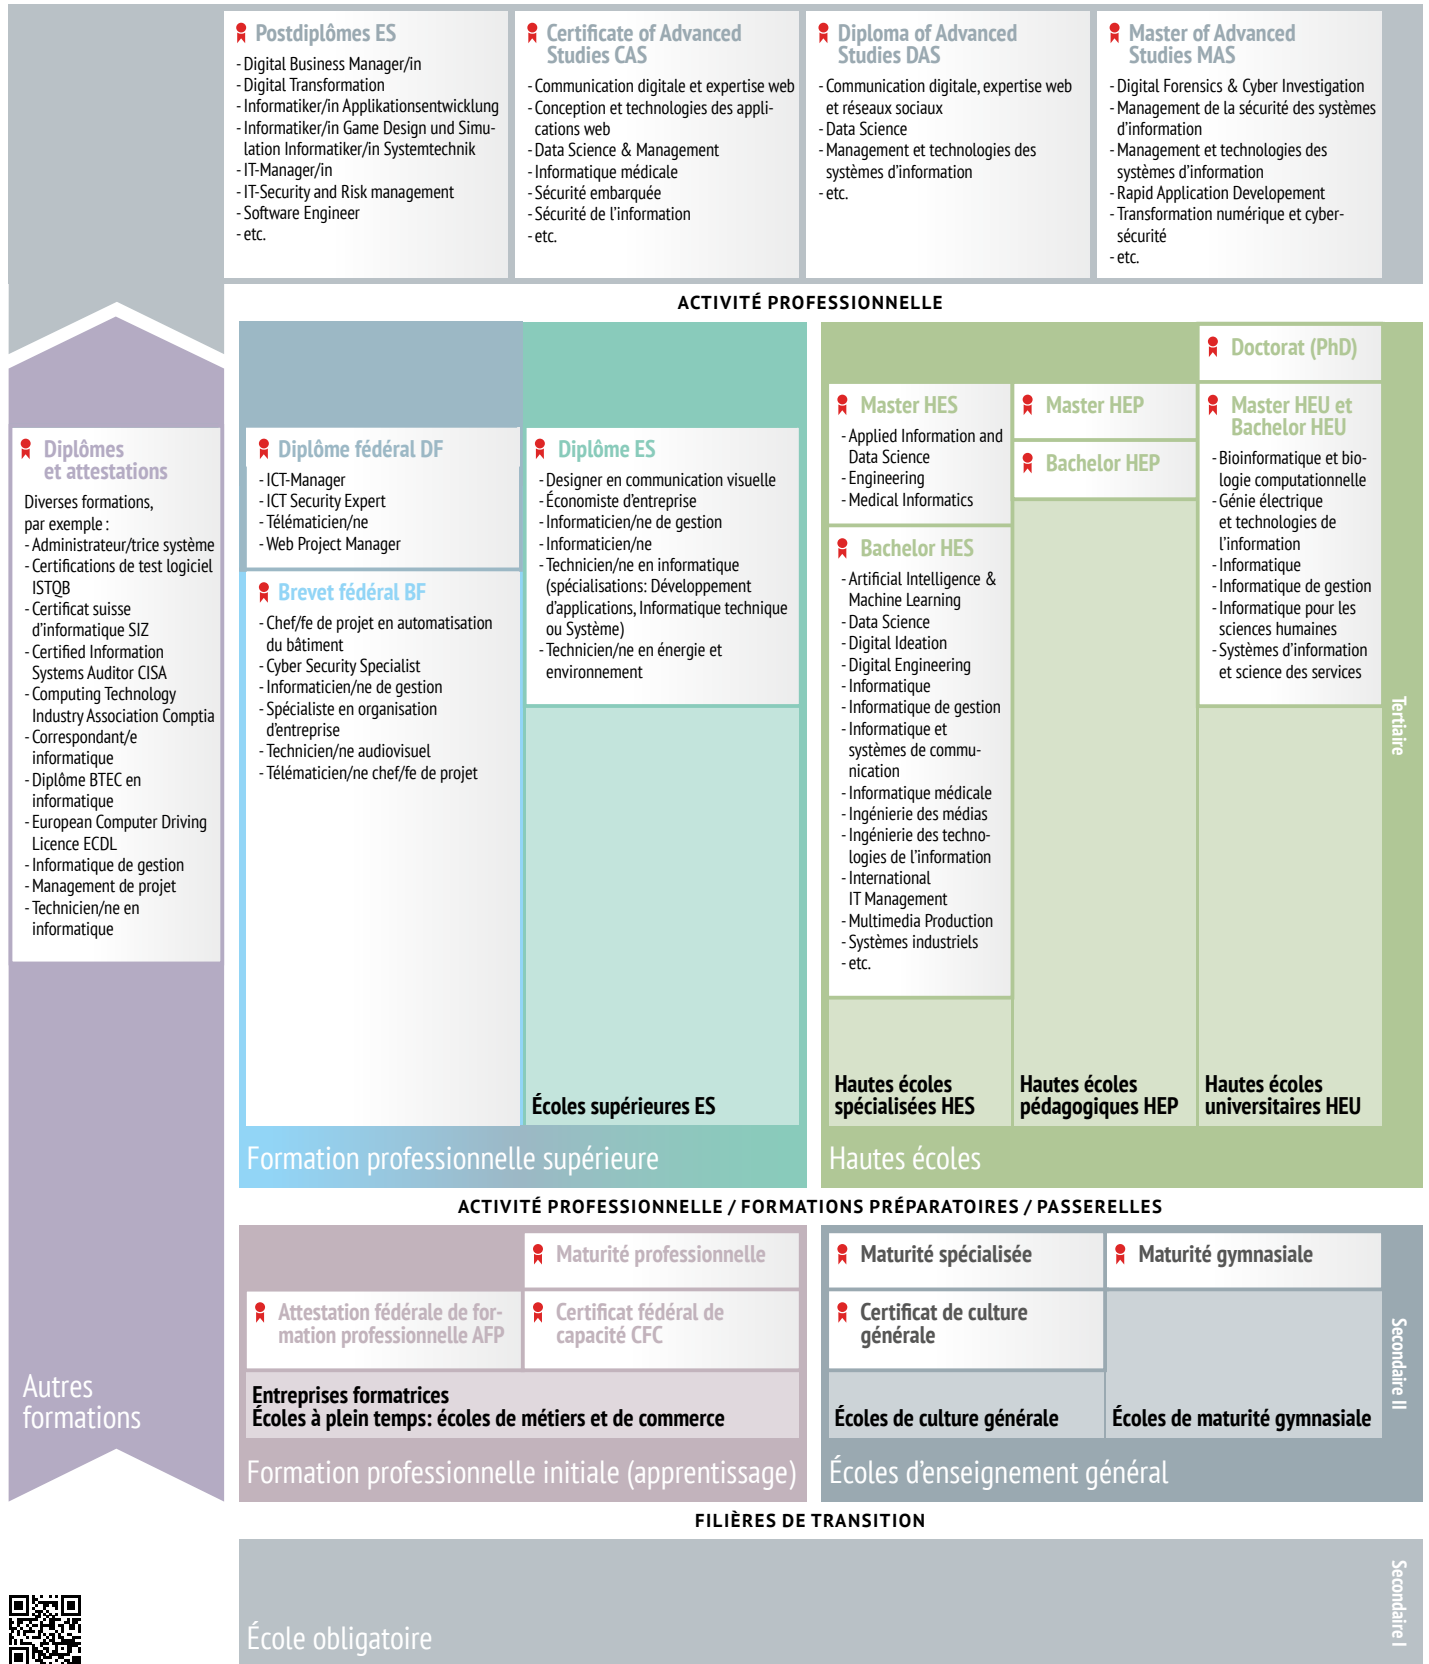 Postdiplômes ES
- Digital Business Manager/in
- Digital Transformation
- Informatiker/in Applikationsentwicklung
- Informatiker/in Game Design und Simu-
lation Informatiker/in Systemtechnik
- IT-Manager/in
- IT-Security and Risk management
- Software Engineer
- etc.
Certificate of Advanced
Studies CAS
- Communication digitale et expertise web
- Conception et technologies des appli-
cations web
- Data Science & Management
- Informatique médicale
- Sécurité embarquée
- Sécurité de l'information
- etc.
Diploma of Advanced
Studies DAS
- Communication digitale, expertise web
et réseaux sociaux
- Data Science
- Management et technologies des
systèmes d'information
- etc.
Master of Advanced
Studies MAS
- Digital Forensics & Cyber Investigation
- Management de la sécurité des systèmes
d'information
- Management et technologies des
systèmes d'information
- Rapid Application Developement
- Transformation numérique et cyber-
sécurité
- etc.
ACTIVITÉ PROFESSIONNELLE
Diplômes
et attestations
Diverses formations,
par exemple :
- Administrateur/trice système
- Certifications de test logiciel
ISTQB
- Certificat suisse
d'informatique SIZ
- Certified Information
Systems Auditor CISA
- Computing Technology
Industry Association Comptia
- Correspondant/e
informatique
- Diplôme BTEC en
informatique
- European Computer Driving
Licence ECDL
- Informatique de gestion
- Management de projet
- Technicien/ne en
informatique
Autres
formations
Diplôme fédéral DF
- ICT-Manager
- ICT Security Expert
- Télématicien/ne
- Web Project Manager
Brevet fédéral BF
- Chef/fe de projet en automatisation
du bâtiment
- Cyber Security Specialist
- Informaticien/ne de gestion
- Spécialiste en organisation
d'entreprise
- Technicien/ne audiovisuel
- Télématicien/ne chef/fe de projet
Diplôme ES
- Designer en communication visuelle
- Économiste d'entreprise
- Informaticien/ne de gestion
- Informaticien/ne
- Technicien/ne en informatique
(spécialisations: Développement
d'applications, Informatique technique
ou Système)
- Technicien/ne en énergie et
environnement
Écoles supérieures ES
Formation professionnelle supérieure
Master HES
- Applied Information and
Data Science
- Engineering
- Medical Informatics
Bachelor HES
- Artificial Intelligence &
Machine Learning
- Data Science
- Digital Ideation
- Digital Engineering
- Informatique
- Informatique de gestion
- Informatique et
systèmes de commu-
nication
- Informatique médicale
- Ingénierie des médias
- Ingénierie des techno-
logies de l'information
- International
IT Management
- Multimedia Production
- Systèmes industriels
- etc.
Hautes écoles
spécialisées HES
Master HEP
Bachelor HEP
Hautes écoles
pédagogiques HEP
Doctorat (PhD)
Master HEU et
Bachelor HEU
- Bioinformatique et bio-
logie computationnelle
- Génie électrique
et technologies de
l'information
- Informatique
- Informatique de gestion
- Informatique pour les
sciences humaines
- Systèmes d'information
et science des services
Hautes écoles
universitaires HEU
Hautes écoles
Tertiaire
ACTIVITÉ PROFESSIONNELLE / FORMATIONS PRÉPARATOIRES / PASSERELLES
Maturité professionnelle
Attestation fédérale de for-
mation professionnelle AFP
Certificat fédéral de
capacité CFC
Entreprises formatrices
Écoles à plein temps: écoles de métiers et de commerce
Formation professionnelle initiale (apprentissage)
Maturité spécialisée
Certificat de culture
générale
Écoles de culture générale
Maturité gymnasiale
Écoles de maturité gymnasiale
Écoles d'enseignement général
Secondaire II
FILIÈRES DE TRANSITION
École obligatoire
Secondaire I